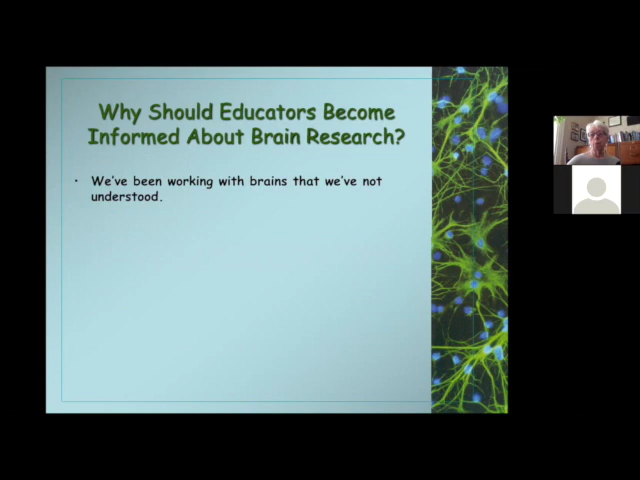 Why Should Educators Become
Informed About Brain Research?
• We've been working with brains that we've not
understood.